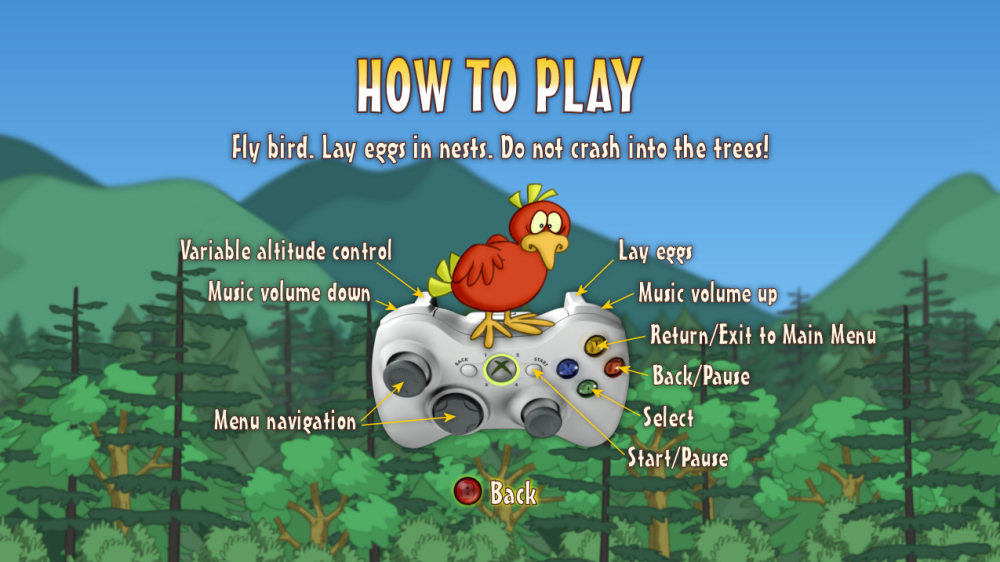 HOW TO PLAY
Fly bird. Lay eggs in nests. Do not crash into the trees!
Variable altitude control
Lay eggs
Music volume down
Music volume up
Return/Exit to Main Menu
BACK
START
Back/Pause
Menu navigation
Select
Start/Pause
B Back